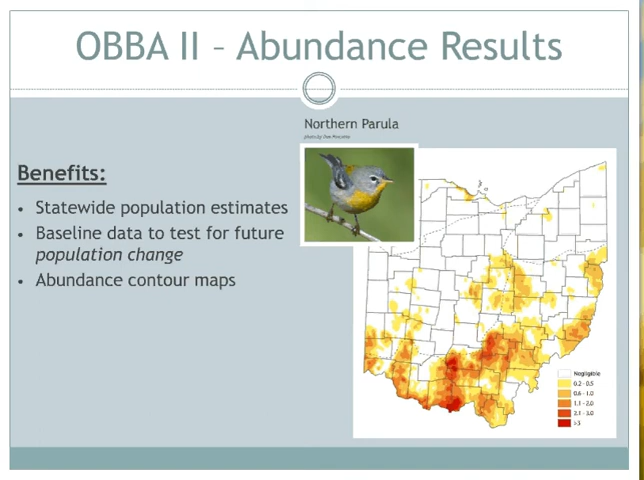 OBBA II – Abundance Results
Northern Parula
Benefits:
• Statewide population estimates
• Baseline data to test for future
population change
• Abundance contour maps
Negligible
0.2 - 0.5
0.6 - 1.0
1.1 - 2.0
2.1 - 3.0
>3